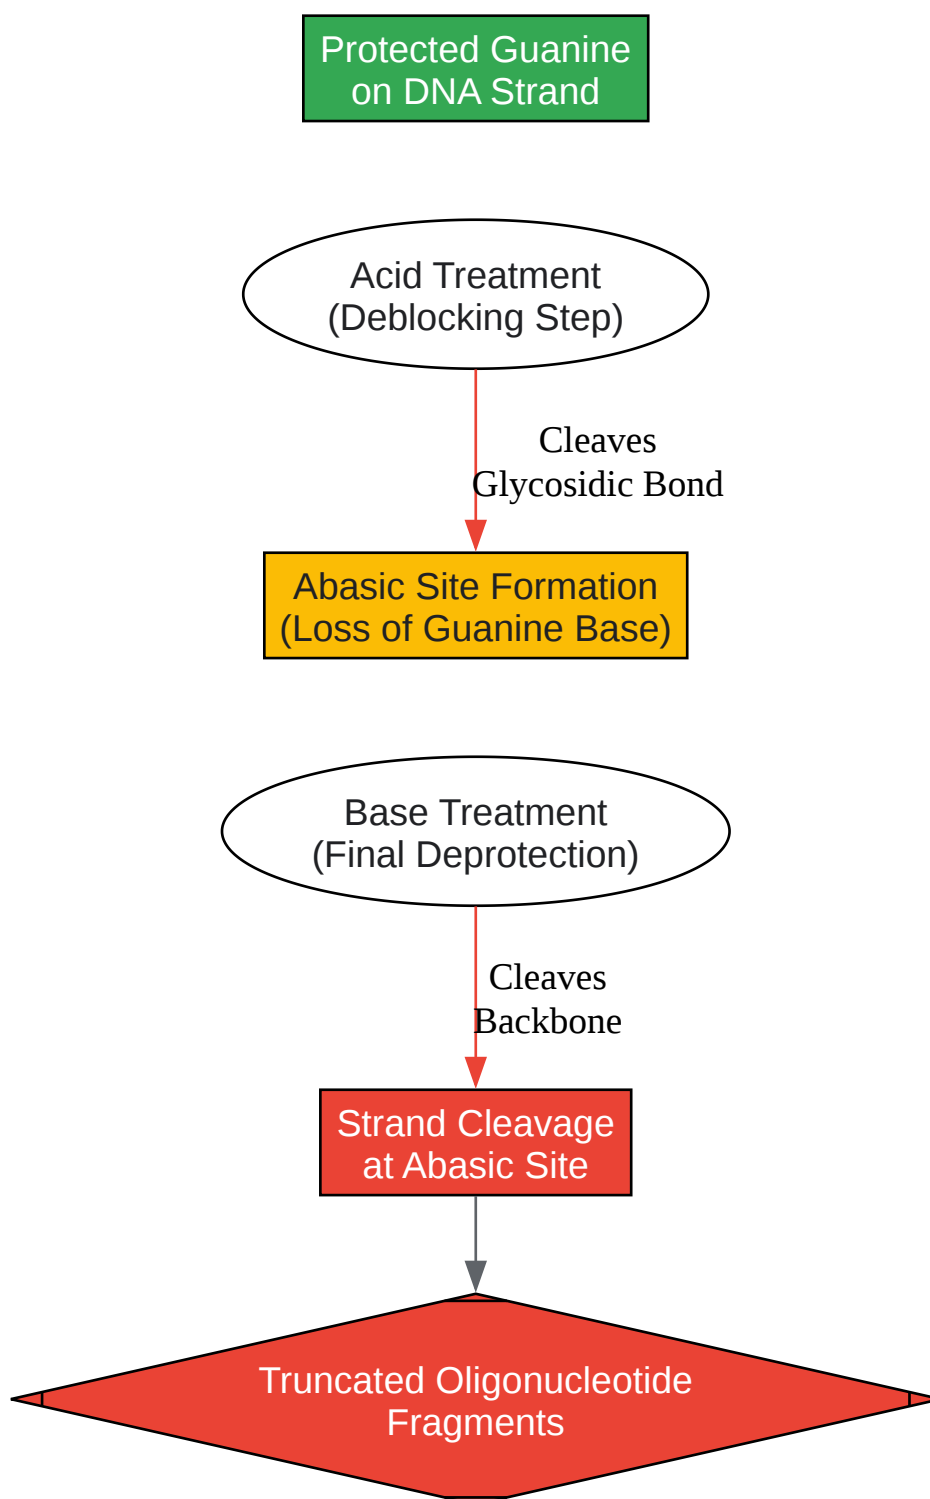 Protected Guanine
on DNA Strand
Acid Treatment
(Deblocking Step)
Cleaves
Glycosidic Bond
Abasic Site Formation
(Loss of Guanine Base)
Base Treatment
(Final Deprotection)
Cleaves
Backbone
Strand Cleavage
at Abasic Site
Truncated Oligonucleotide
Fragments